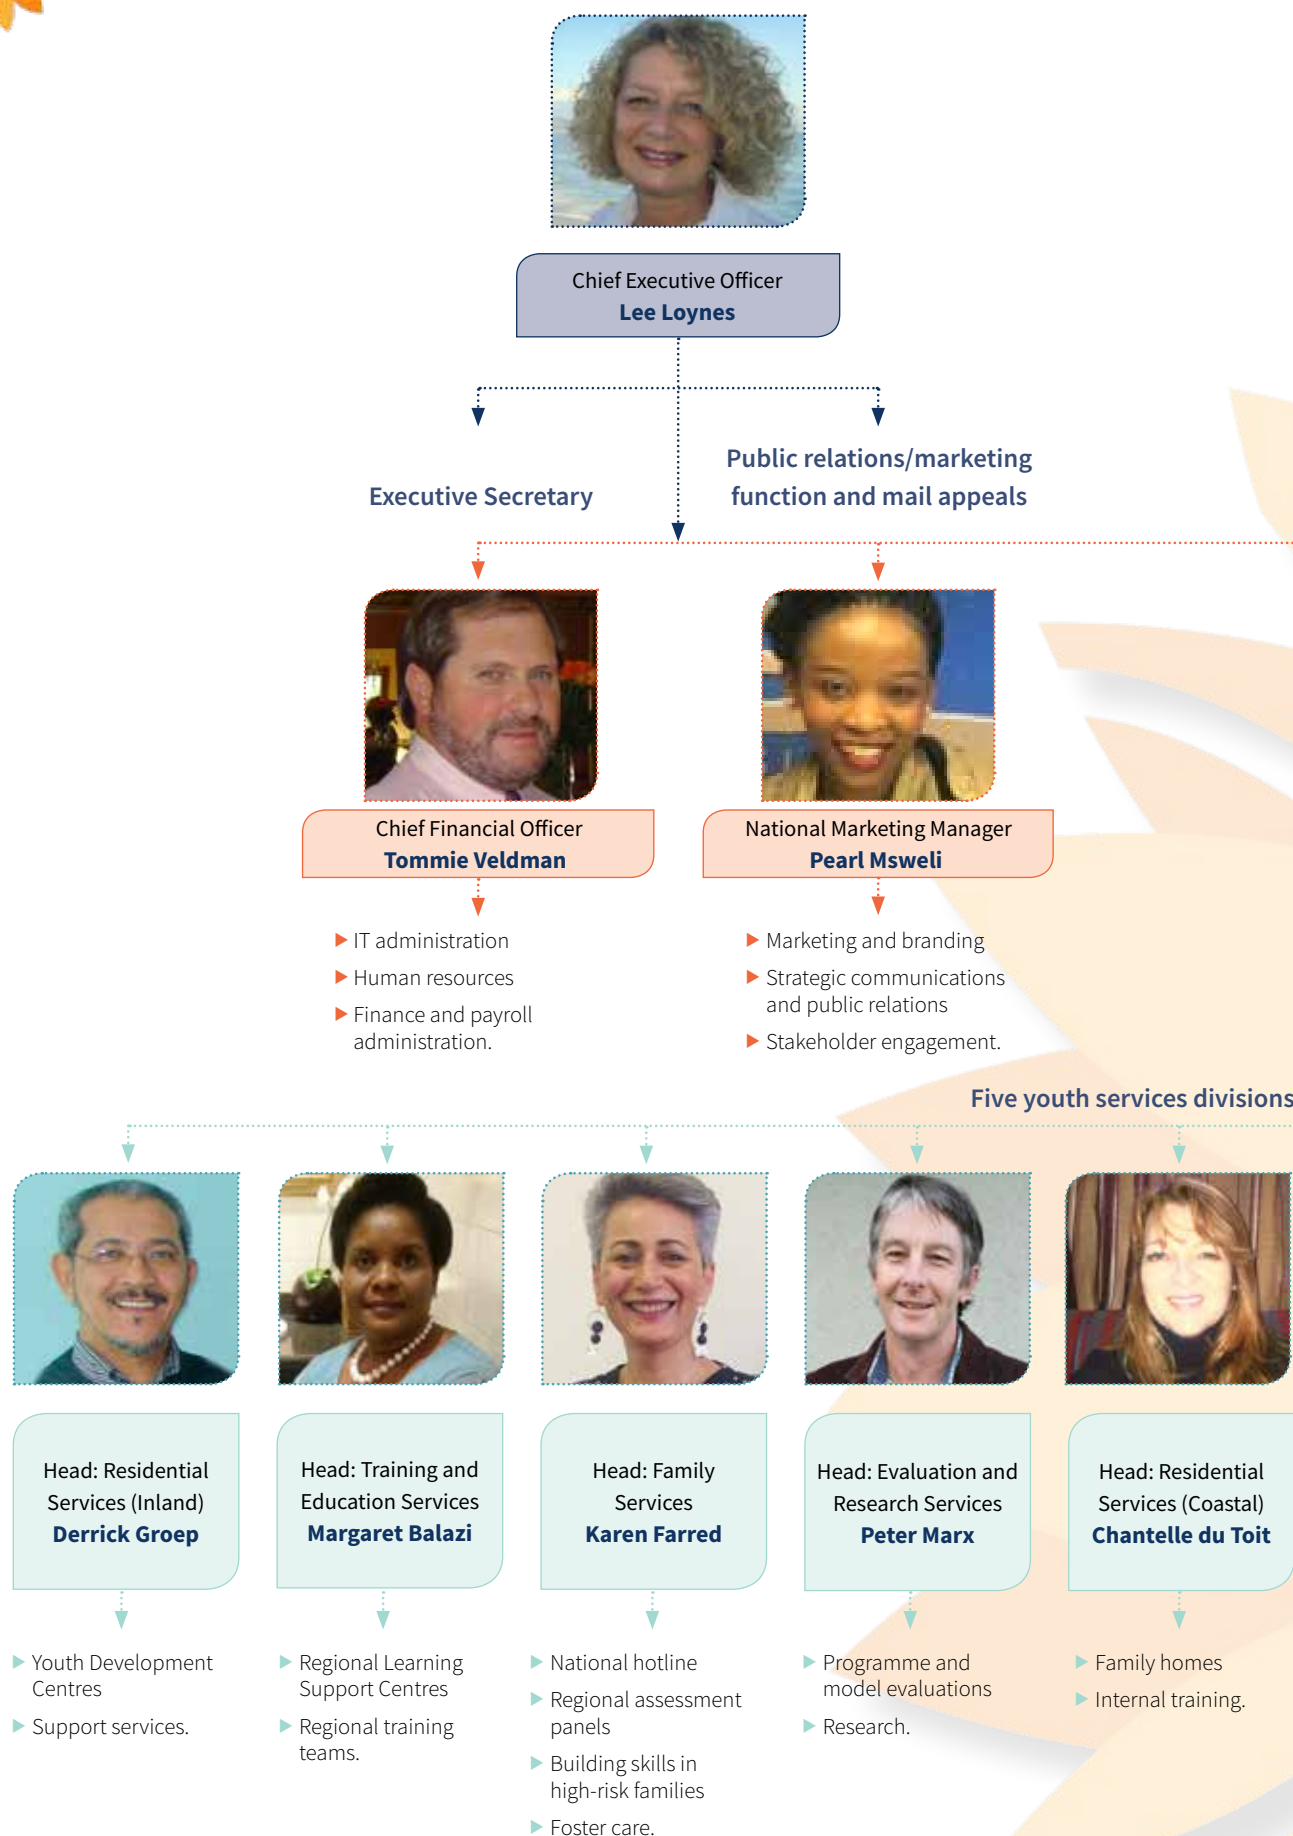 Chief Executive Officer
Lee Loynes
Executive Secretary
Public relations/marketing
function and mail appeals
Chief Financial Officer
Tommie Veldman
IT administration
Human resources
Finance and payroll
administration.
National Marketing Manager
Pearl Msweli
Marketing and branding
Strategic communications
and public relations
Stakeholder engagement.
Five youth services divisions
Head: Residential
Services (Inland)
Derrick Groep
Youth Development
Centres
Support services.
Head: Training and
Education Services
Margaret Balazi
Regional Learning
Support Centres
Regional training
teams.
Head: Family
Services
Karen Farred
National hotline
Regional assessment
panels
Building skills in
high-risk families
Foster care.
Head: Evaluation and
Research Services
Peter Marx
Programme and
model evaluations
Research.
Head: Residential
Services (Coastal)
Chantelle du Toit
Family homes
Internal training.